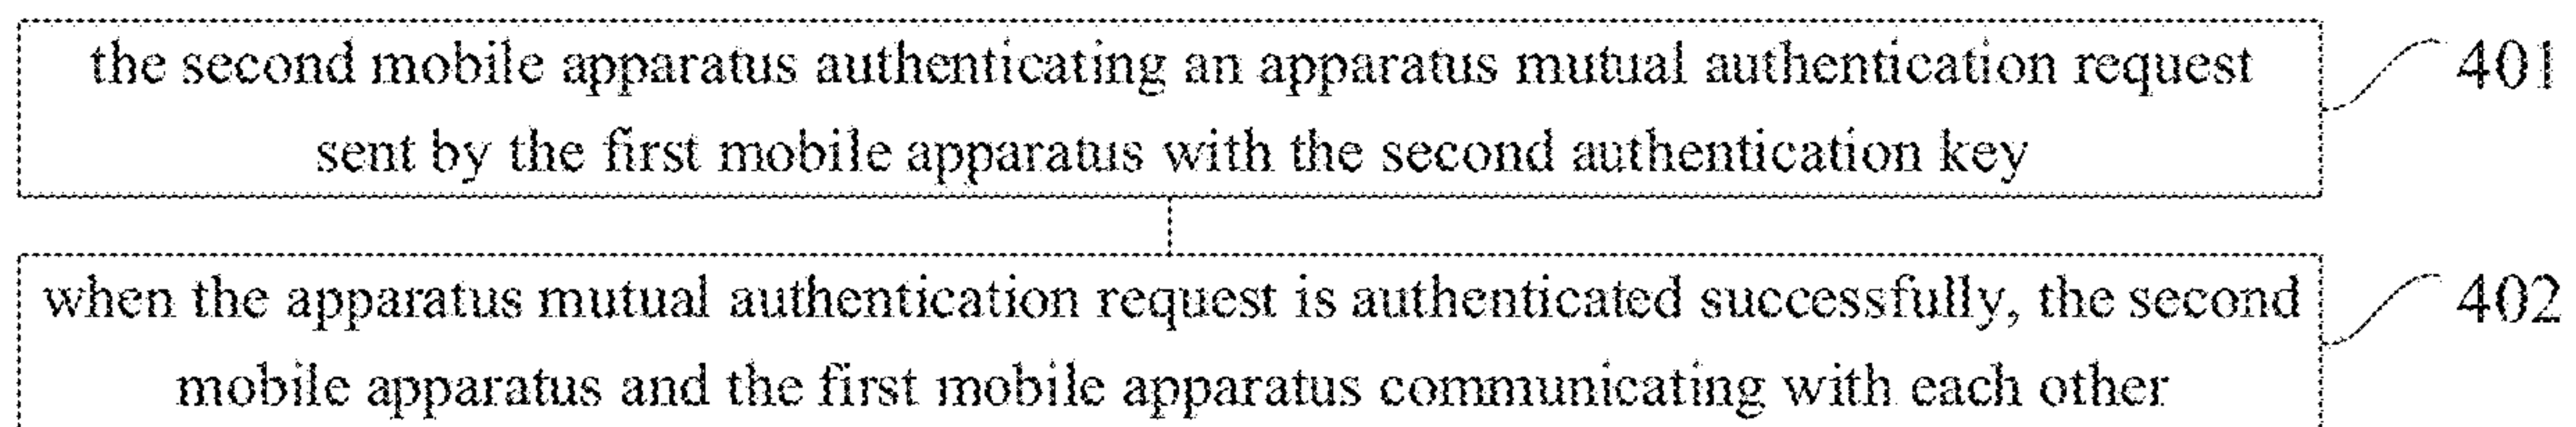 the second mobile apparatus authenticating an apparatus mutual authentication request
401
sent by the first mobile apparatus with the second authentication key
when the apparatus mutual authentication request is authenticated successfully, the second
402
mobile apparatus and the first mobile apparatus communicating with each other